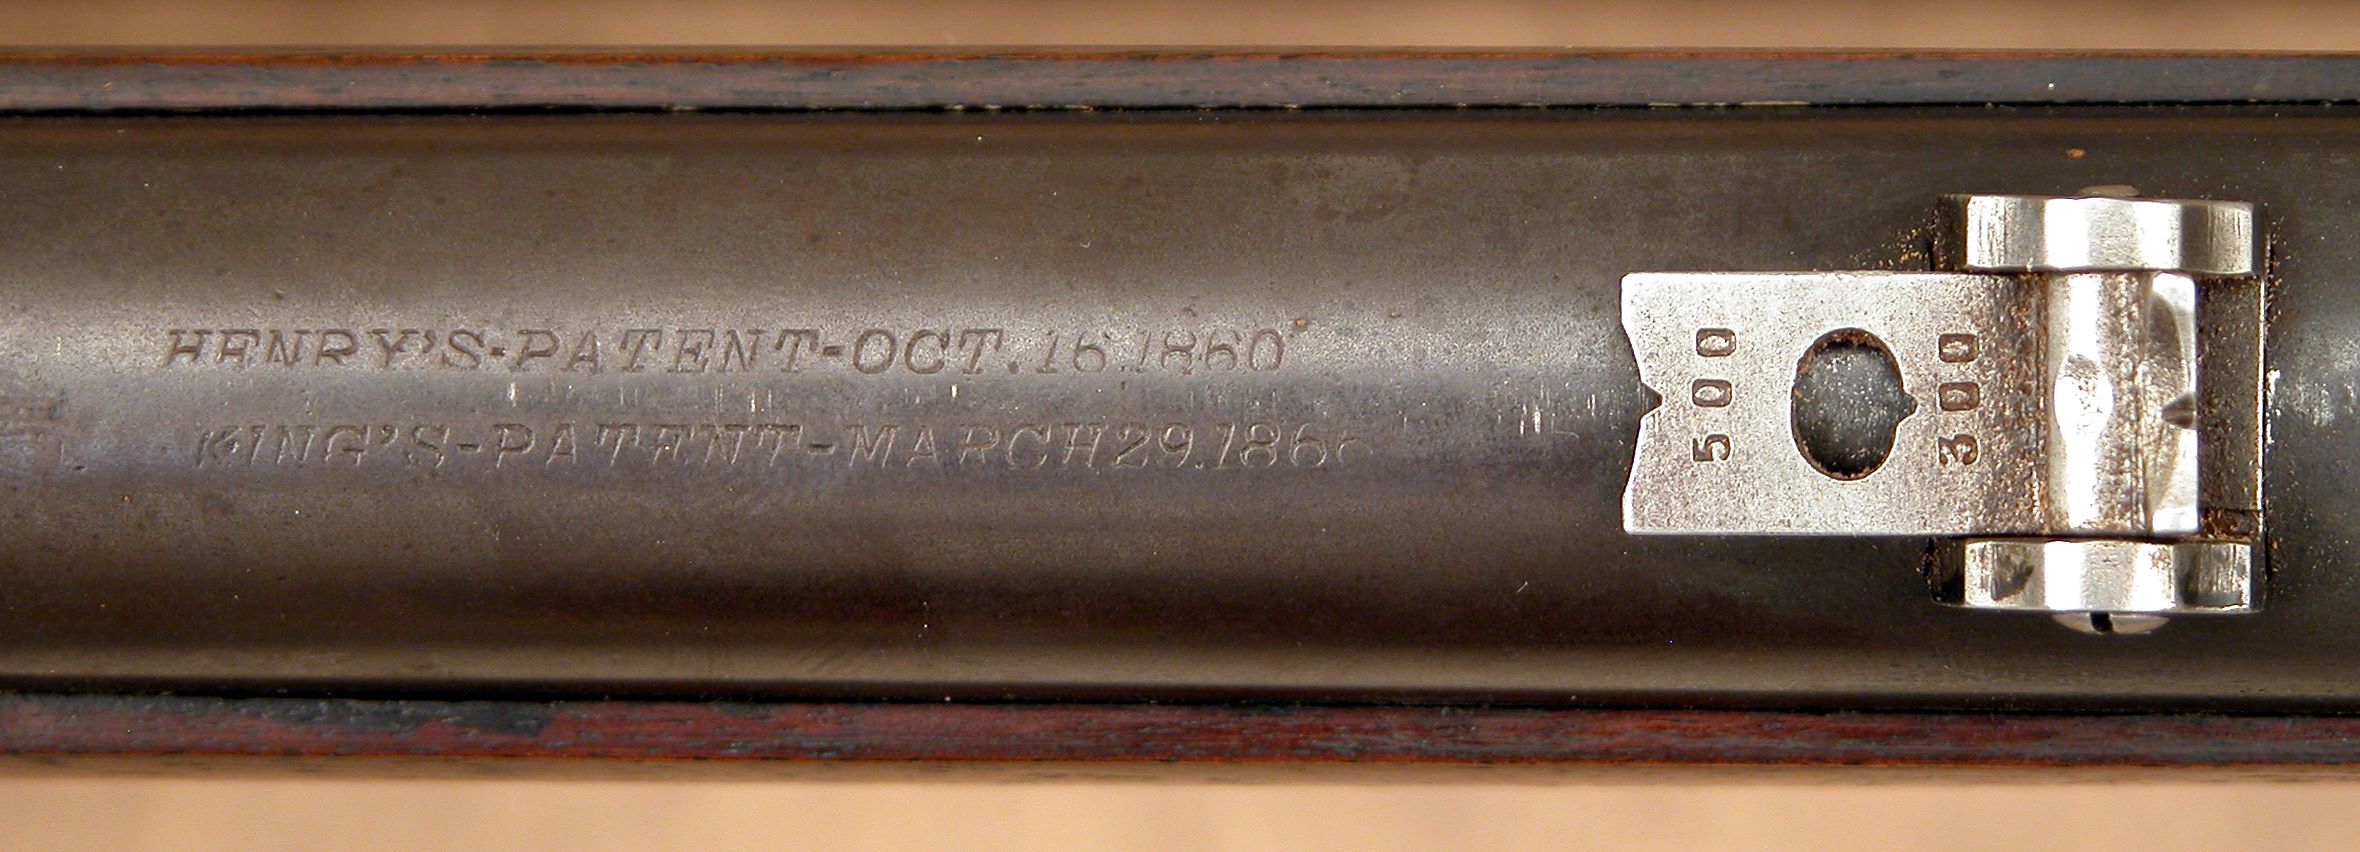 HENRY'S-PATENT-OCT.16.1860
KING'S-PATENT-MARCH29.1866
500
300